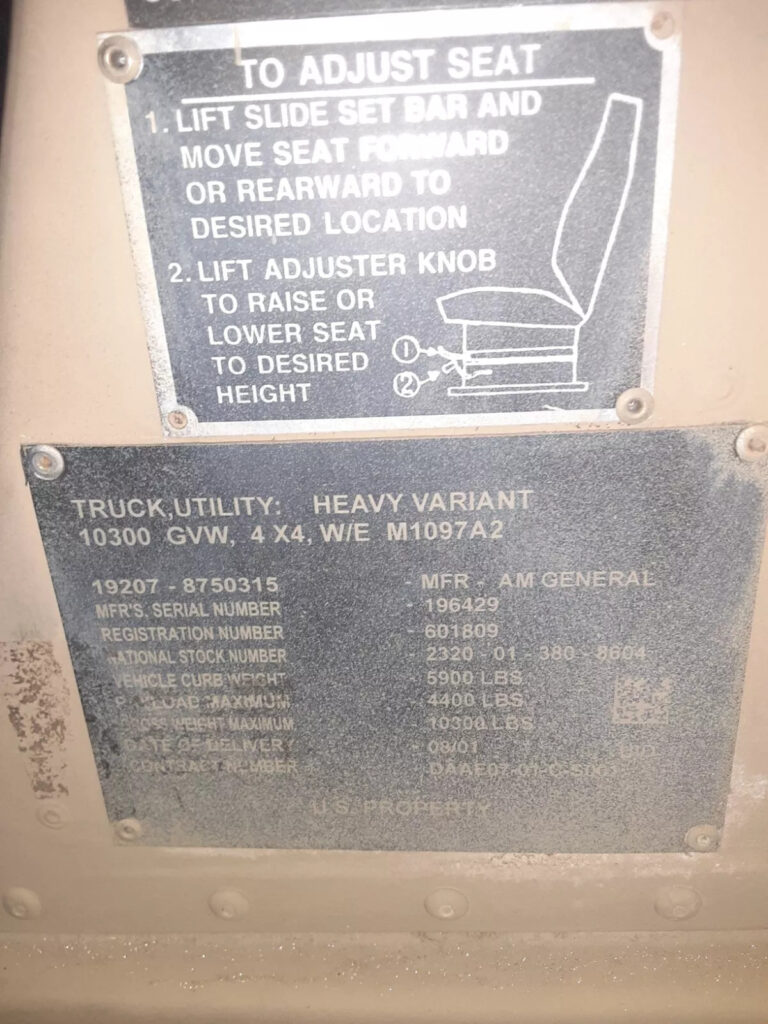 TO ADJUST SEAT
1. LIFT SLIDE SET BAR AND
MOVE SEAT FORWARD
OR REARWARD TO
DESIRED LOCATION
2. LIFT ADJUSTER KNOB
TO RAISE OR
LOWER SEAT
TO DESIRED
HEIGHT
1
2
TRUCK, UTILITY: HEAVY VARIANT
10300 GVW, 4 X4, W/E M1097A2
19207 - 8750315 - MFR - AM GENERAL
MFR'S. SERIAL NUMBER - 196429
REGISTRATION NUMBER - 601809
NATIONAL STOCK NUMBER - 2320 - 01 - 380 - 8604
VEHICLE CURB WEIGHT - 5900 LBS
PAYLOAD MAXIMUM - 4400 LBS
GROSS WEIGHT MAXIMUM - 10300 LBS
DATE OF DELIVERY - 08/01
UID
CONTRACT NUMBER - DAAE07-01-C-S001
U.S. PROPERTY